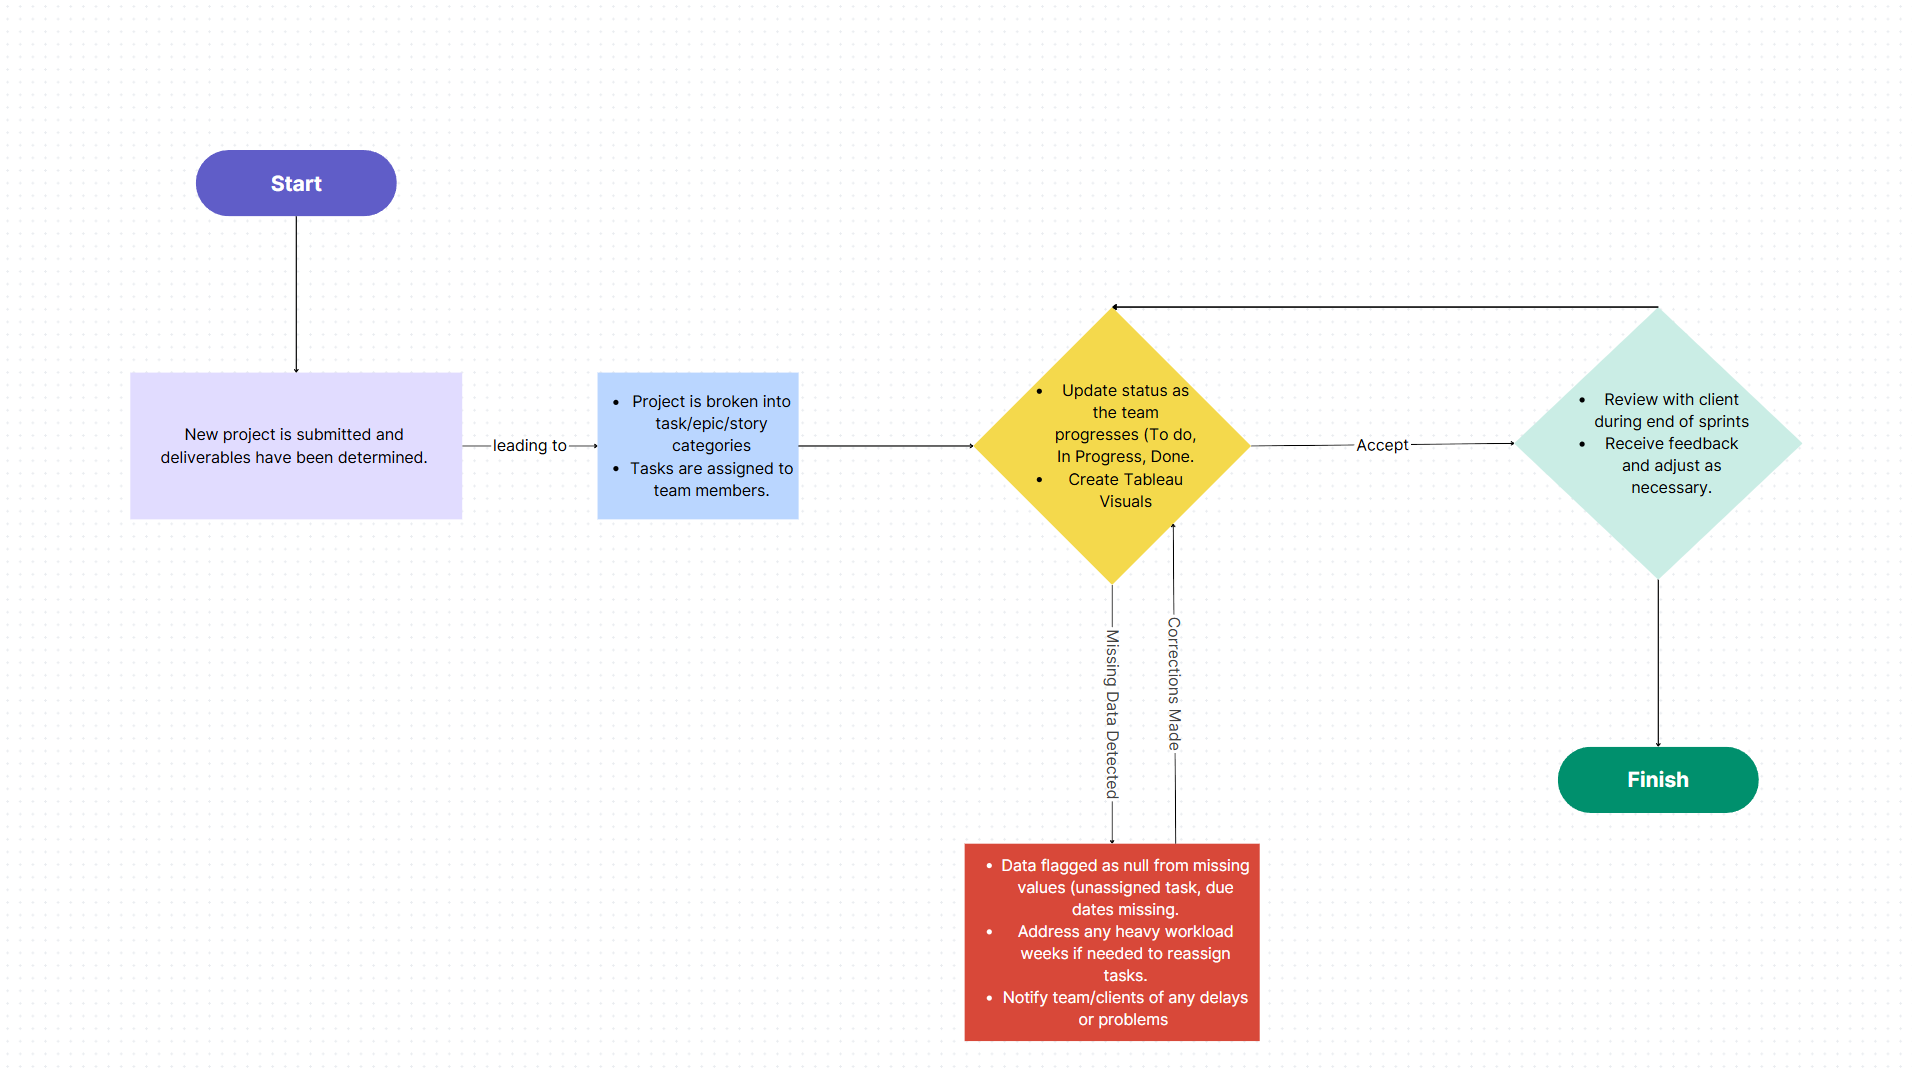 Start
New project is submitted and
deliverables have been determined.
leading to
• Project is broken into
task/epic/story
categories
• Tasks are assigned to
team members.
• Update status as
the team
progresses (To do,
In Progress, Done.
• Create Tableau
Visuals
Accept
• Review with client
during end of sprints
• Receive feedback
and adjust as
necessary.
Missing Data Detected
Corrections Made
Finish
• Data flagged as null from missing
values (unassigned task, due
dates missing.
• Address any heavy workload
weeks if needed to reassign
tasks.
• Notify team/clients of any delays
or problems